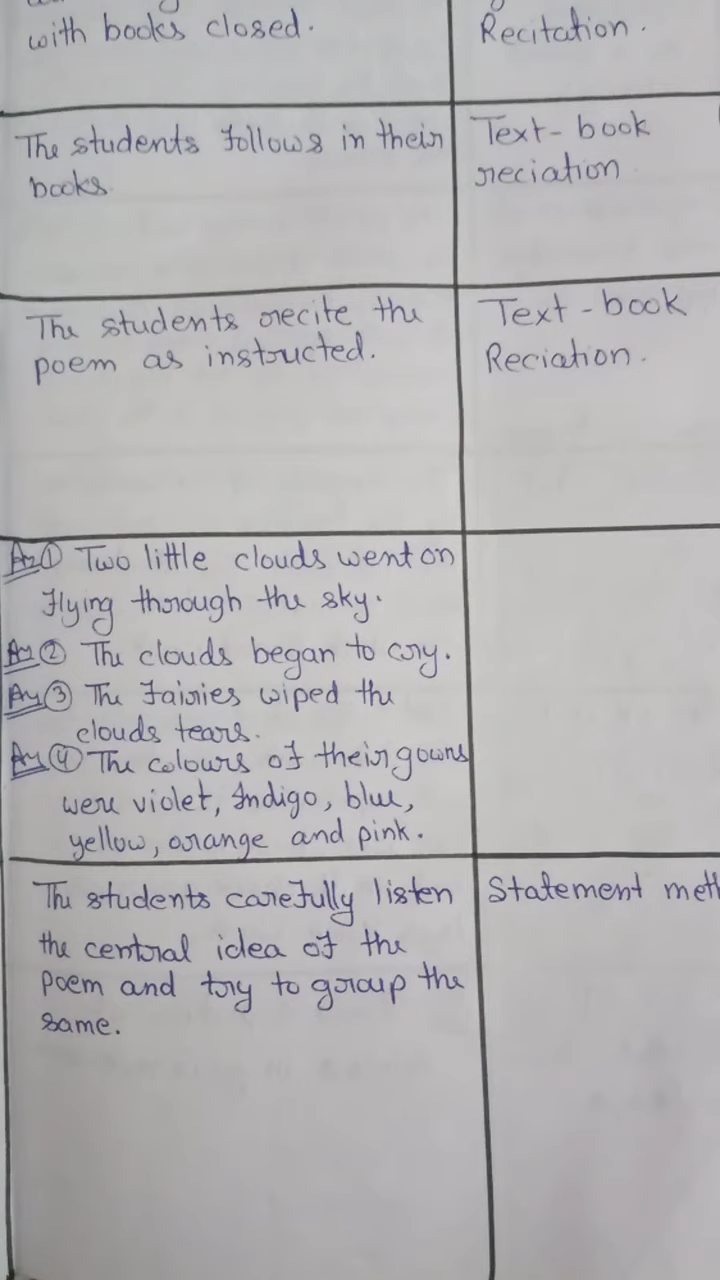 with books closed.
Recitation.
The students follows in their
books.
Text-book
reciation
The students recite the
poem as instructed.
Text-book
Reciation.
Ans① Two little clouds went on
flying through the sky.
Ans② The clouds began to cry.
Ans③ The fairies wiped the
clouds tears.
Ans④ The colours of their gowns
were violet, Indigo, blue,
yellow, orange and pink.
The students carefully listen
the central idea of the
poem and try to group the
same.
Statement meth